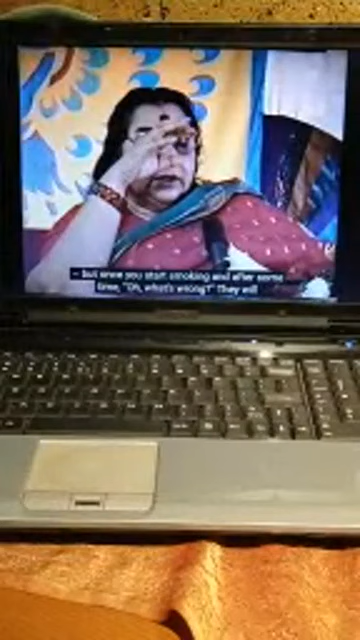 - but once you start smoking and after some
time, "Oh, what's wrong?" They will